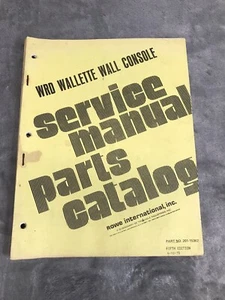 WRD WALLETTE WALL CONSOLE
service
manual
parts
catalog
rowe international, inc.
PART NO.
FIFTH EDITION